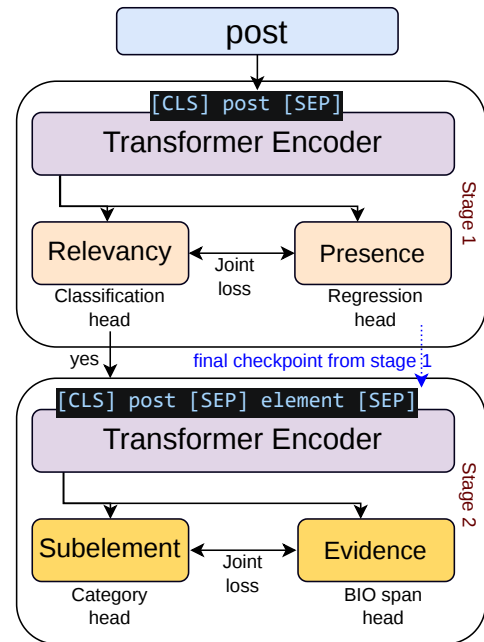 post
[CLS] post [SEP]
Transformer Encoder
Stage 1
Relevancy
Joint
loss
Presence
Classification
head
Regression
head
yes
final checkpoint from stage 1
[CLS] post [SEP] element [SEP]
Transformer Encoder
Stage 2
Subelement
Joint
loss
Evidence
Category
head
BIO span
head